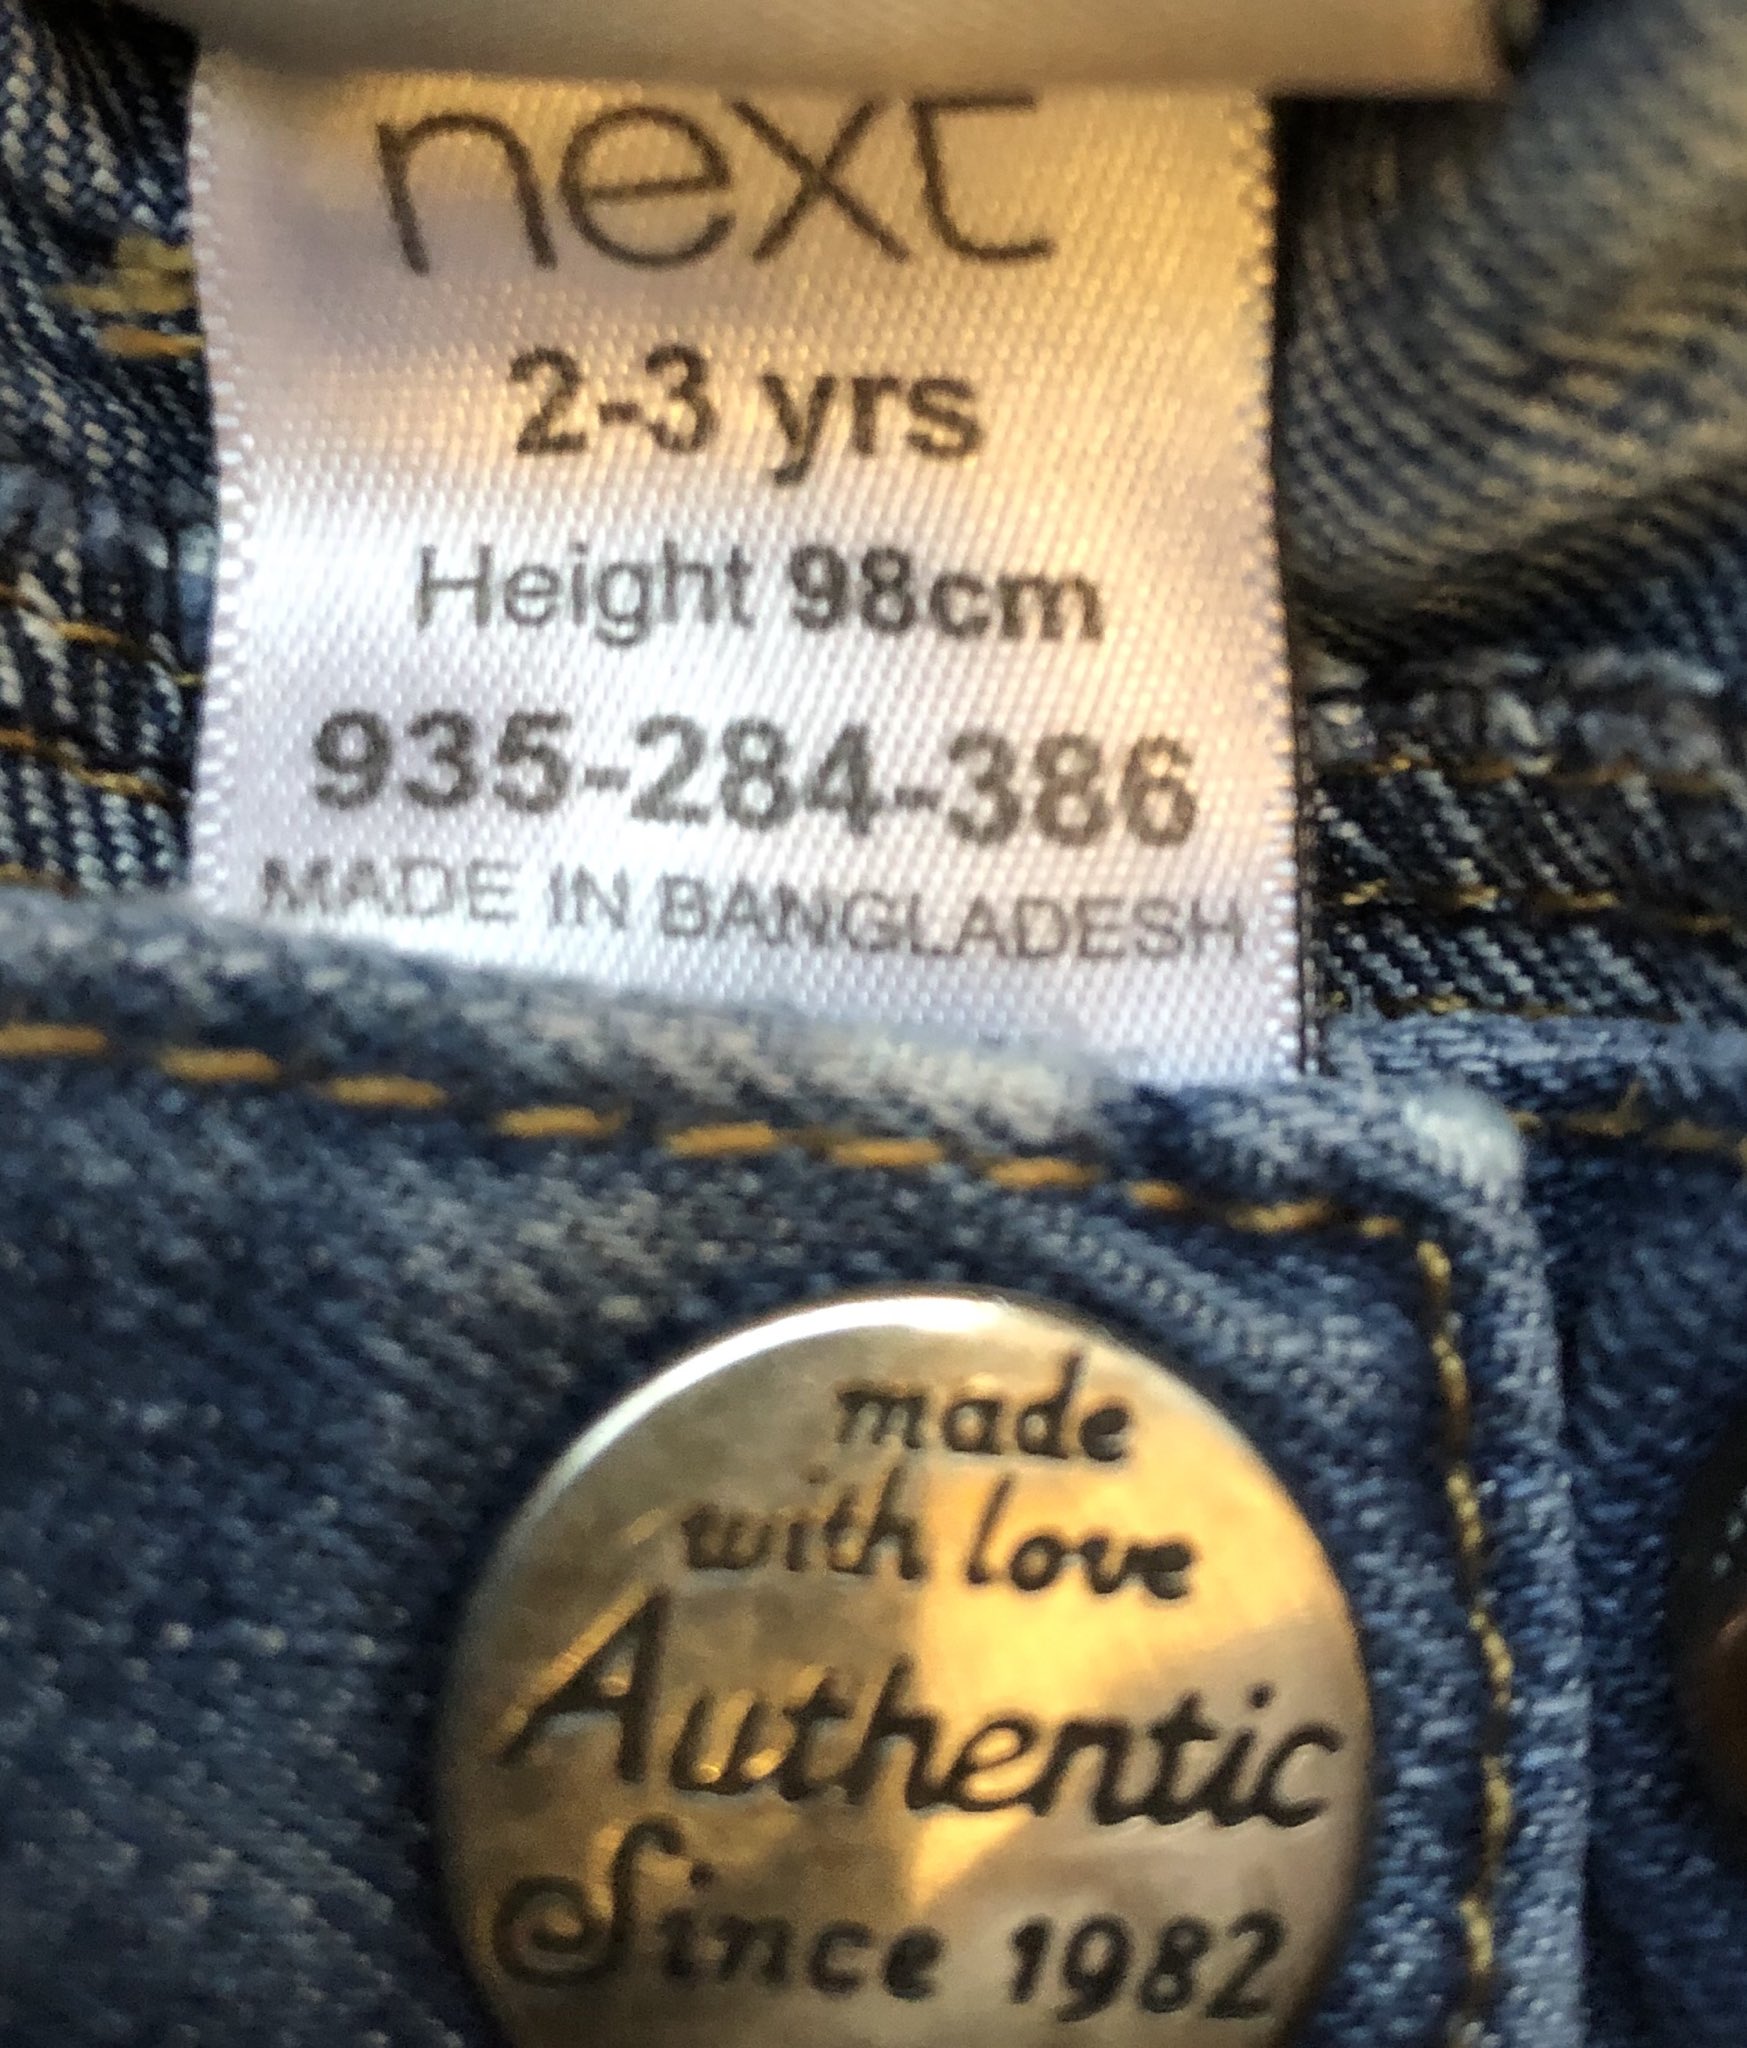 next
2-3 yrs
Height 98cm
935-284-386
MADE IN BANGLADESH
made
with love
Authentic
Since 1982